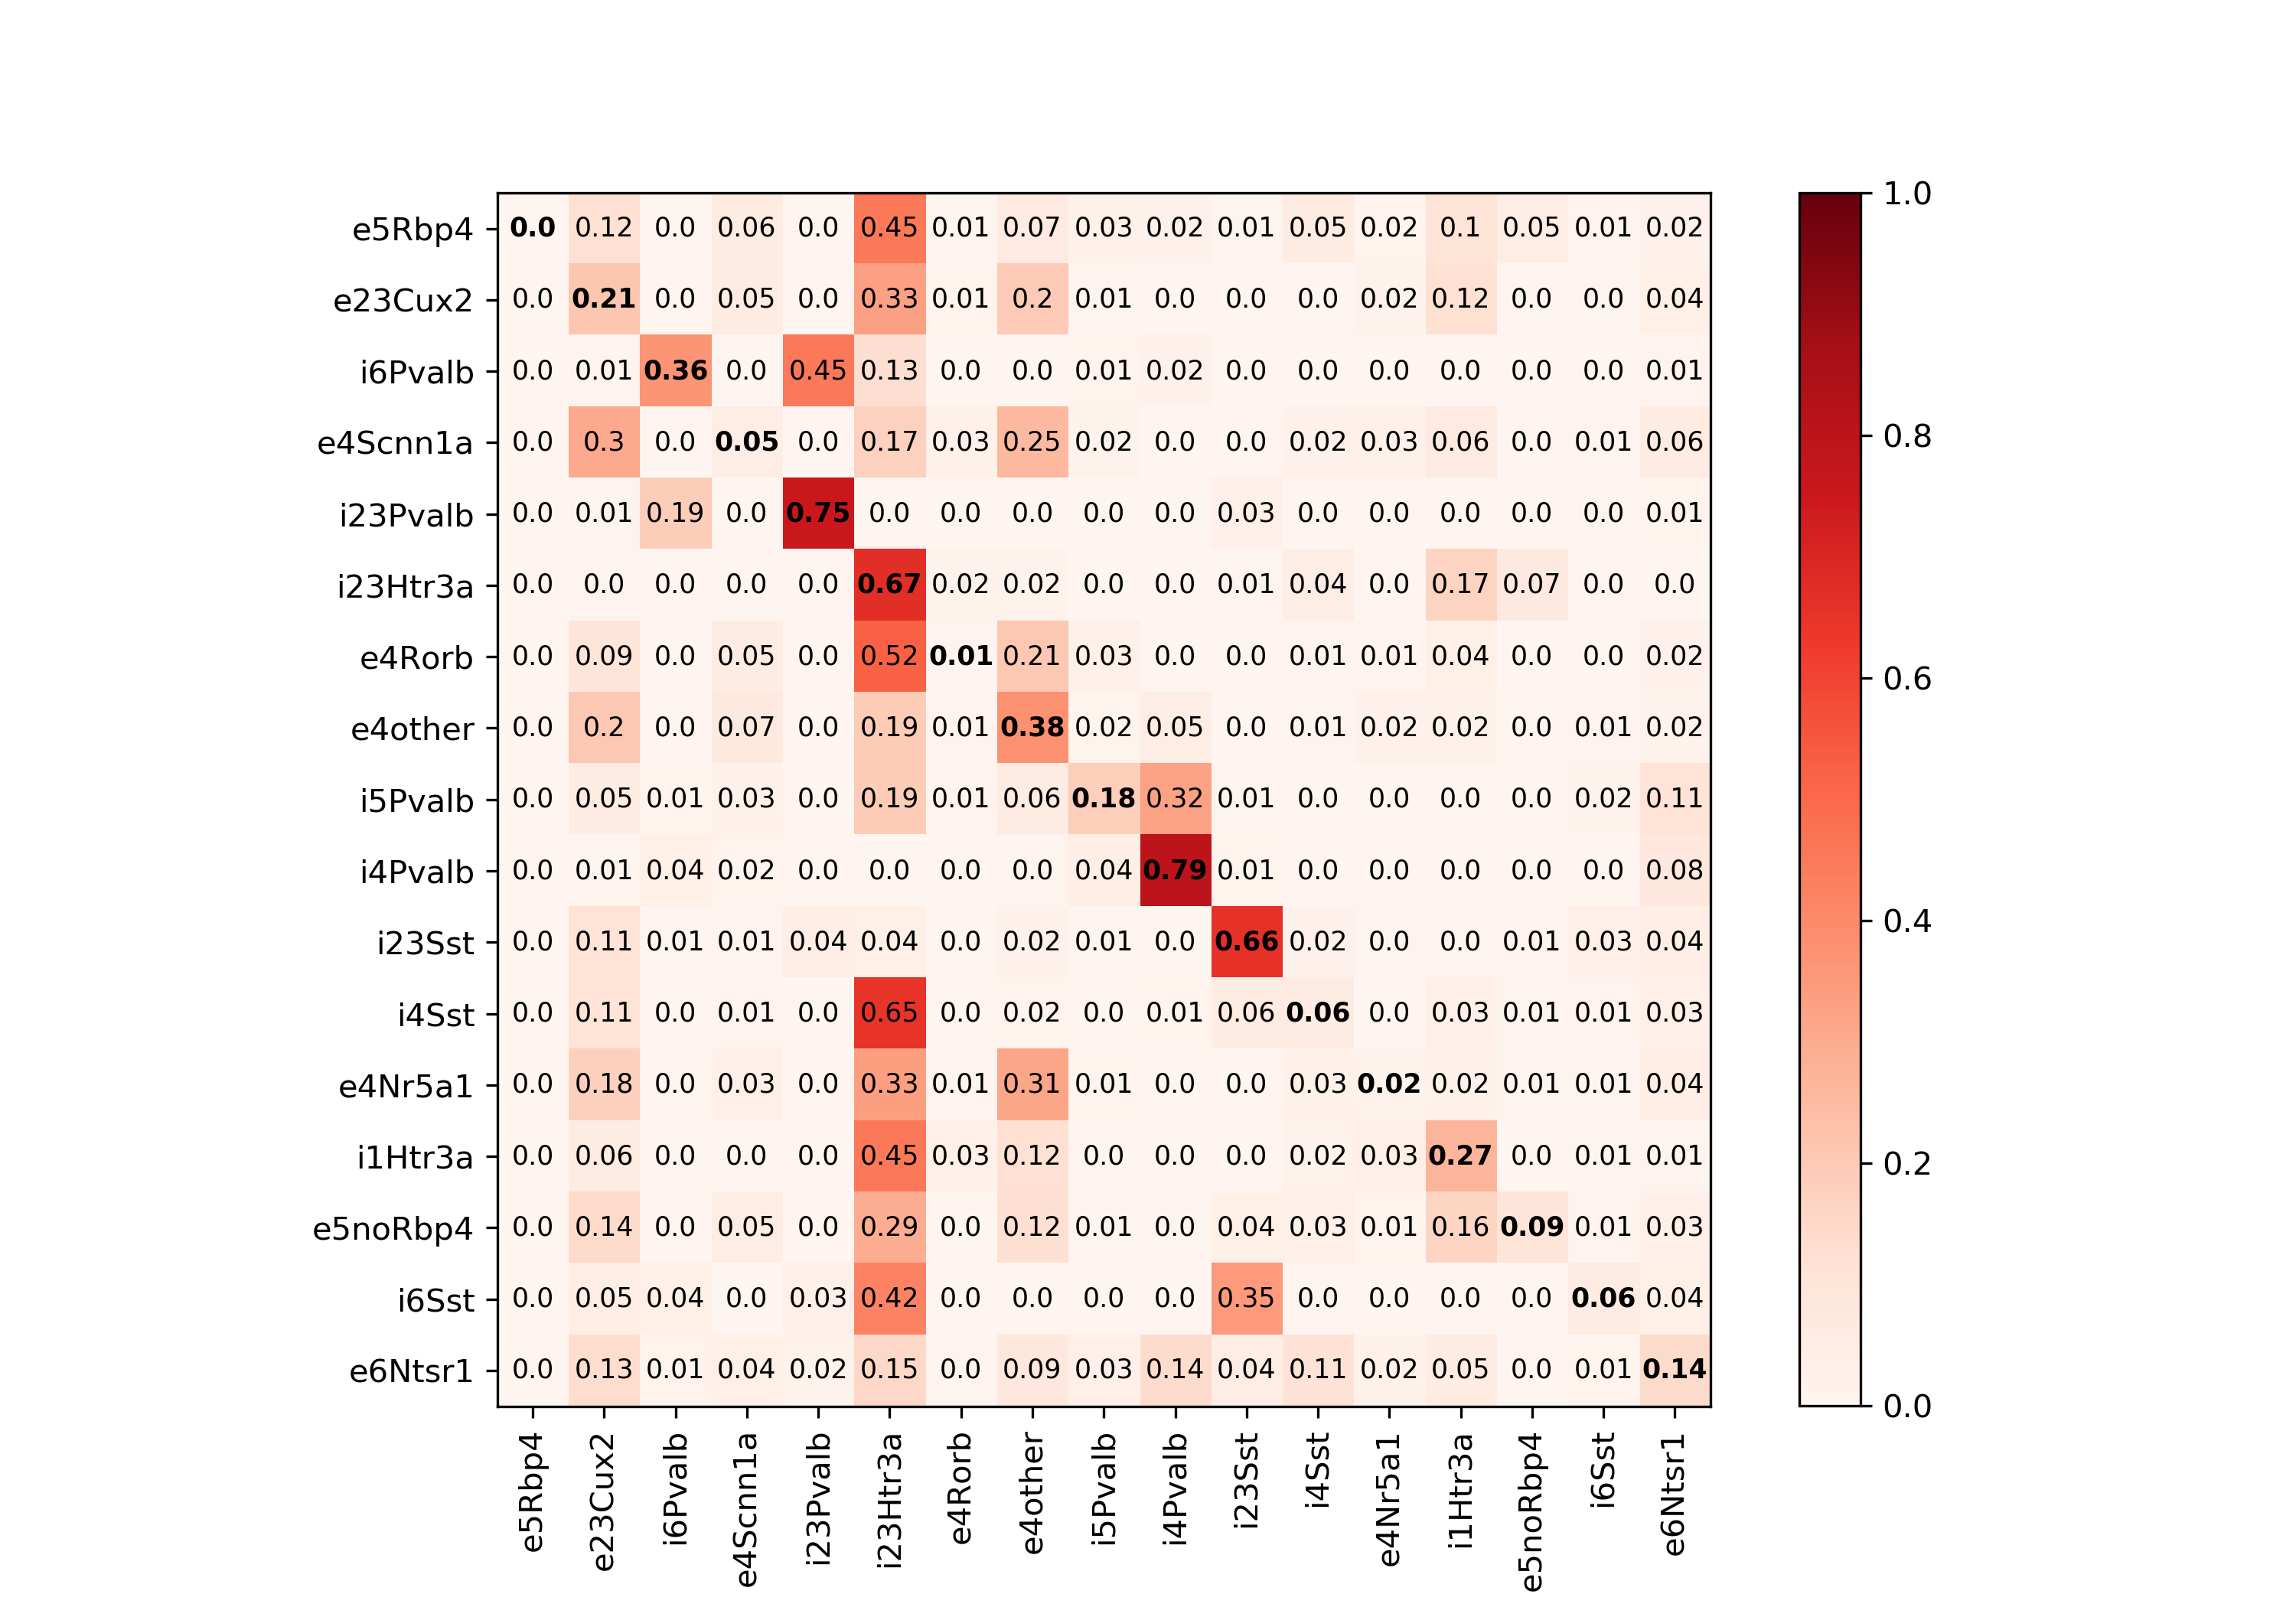 e5Rbp4 0.0 0.12 0.0 0.06 0.0 0.45 0.01 0.07 0.03 0.02 0.01 0.05 0.02 0.1 0.05 0.01 0.02
e23Cux2 0.0 0.21 0.0 0.05 0.0 0.33 0.01 0.2 0.01 0.0 0.0 0.0 0.02 0.12 0.0 0.0 0.04
i6Pvalb 0.0 0.01 0.36 0.0 0.45 0.13 0.0 0.0 0.01 0.02 0.0 0.0 0.0 0.0 0.0 0.0 0.01
e4Scnn1a 0.0 0.3 0.0 0.05 0.0 0.17 0.03 0.25 0.02 0.0 0.0 0.02 0.03 0.06 0.0 0.01 0.06
i23Pvalb 0.0 0.01 0.19 0.0 0.75 0.0 0.0 0.0 0.0 0.0 0.03 0.0 0.0 0.0 0.0 0.0 0.01
i23Htr3a 0.0 0.0 0.0 0.0 0.0 0.67 0.02 0.02 0.0 0.0 0.01 0.04 0.0 0.17 0.07 0.0 0.0
e4Rorb 0.0 0.09 0.0 0.05 0.0 0.52 0.01 0.21 0.03 0.0 0.0 0.01 0.01 0.04 0.0 0.0 0.02
e4other 0.0 0.2 0.0 0.07 0.0 0.19 0.01 0.38 0.02 0.05 0.0 0.01 0.02 0.02 0.0 0.01 0.02
i5Pvalb 0.0 0.05 0.01 0.03 0.0 0.19 0.01 0.06 0.18 0.32 0.01 0.0 0.0 0.0 0.0 0.02 0.11
i4Pvalb 0.0 0.01 0.04 0.02 0.0 0.0 0.0 0.0 0.04 0.79 0.01 0.0 0.0 0.0 0.0 0.0 0.08
i23Sst 0.0 0.11 0.01 0.01 0.04 0.04 0.0 0.02 0.01 0.0 0.66 0.02 0.0 0.0 0.01 0.03 0.04
i4Sst 0.0 0.11 0.0 0.01 0.0 0.65 0.0 0.02 0.0 0.01 0.06 0.06 0.0 0.03 0.01 0.01 0.03
e4Nr5a1 0.0 0.18 0.0 0.03 0.0 0.33 0.01 0.31 0.01 0.0 0.0 0.03 0.02 0.02 0.01 0.01 0.04
i1Htr3a 0.0 0.06 0.0 0.0 0.0 0.45 0.03 0.12 0.0 0.0 0.0 0.02 0.03 0.27 0.0 0.01 0.01
e5noRbp4 0.0 0.14 0.0 0.05 0.0 0.29 0.0 0.12 0.01 0.0 0.04 0.03 0.01 0.16 0.09 0.01 0.03
i6Sst 0.0 0.05 0.04 0.0 0.03 0.42 0.0 0.0 0.0 0.0 0.35 0.0 0.0 0.0 0.0 0.06 0.04
e6Ntsr1 0.0 0.13 0.01 0.04 0.02 0.15 0.0 0.09 0.03 0.14 0.04 0.11 0.02 0.05 0.0 0.01 0.14
e5Rbp4 e23Cux2 i6Pvalb e4Scnn1a i23Pvalb i23Htr3a e4Rorb e4other i5Pvalb i4Pvalb i23Sst i4Sst e4Nr5a1 i1Htr3a e5noRbp4 i6Sst e6Ntsr1
1.0
0.8
0.6
0.4
0.2
0.0